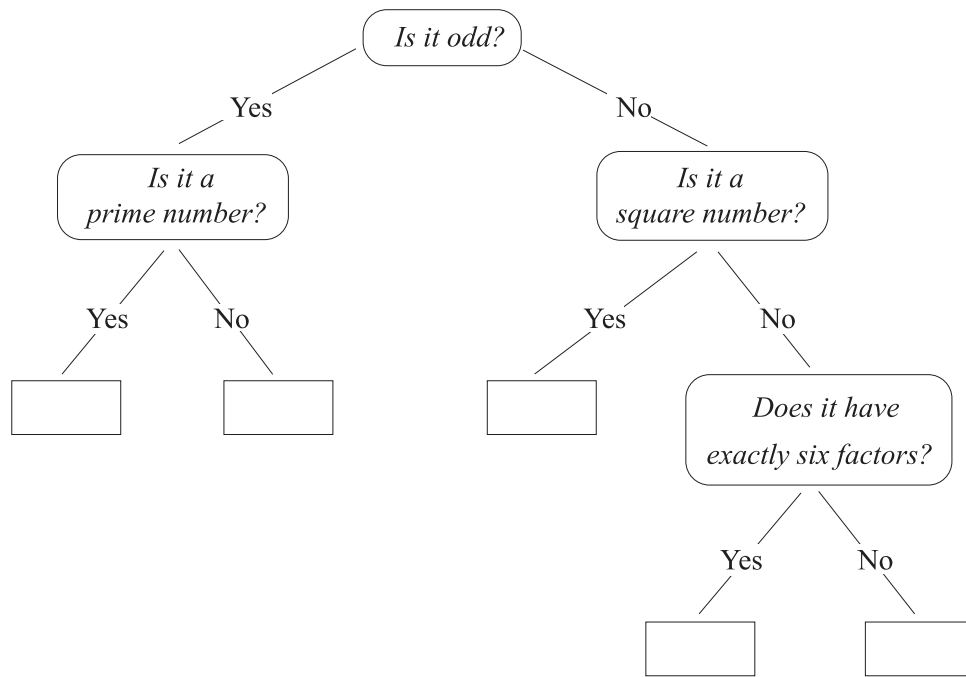 Is it odd?
Yes
No
Is it a
prime number?
Is it a
square number?
Yes
No
Yes
No
Does it have
exactly six factors?
Yes
No